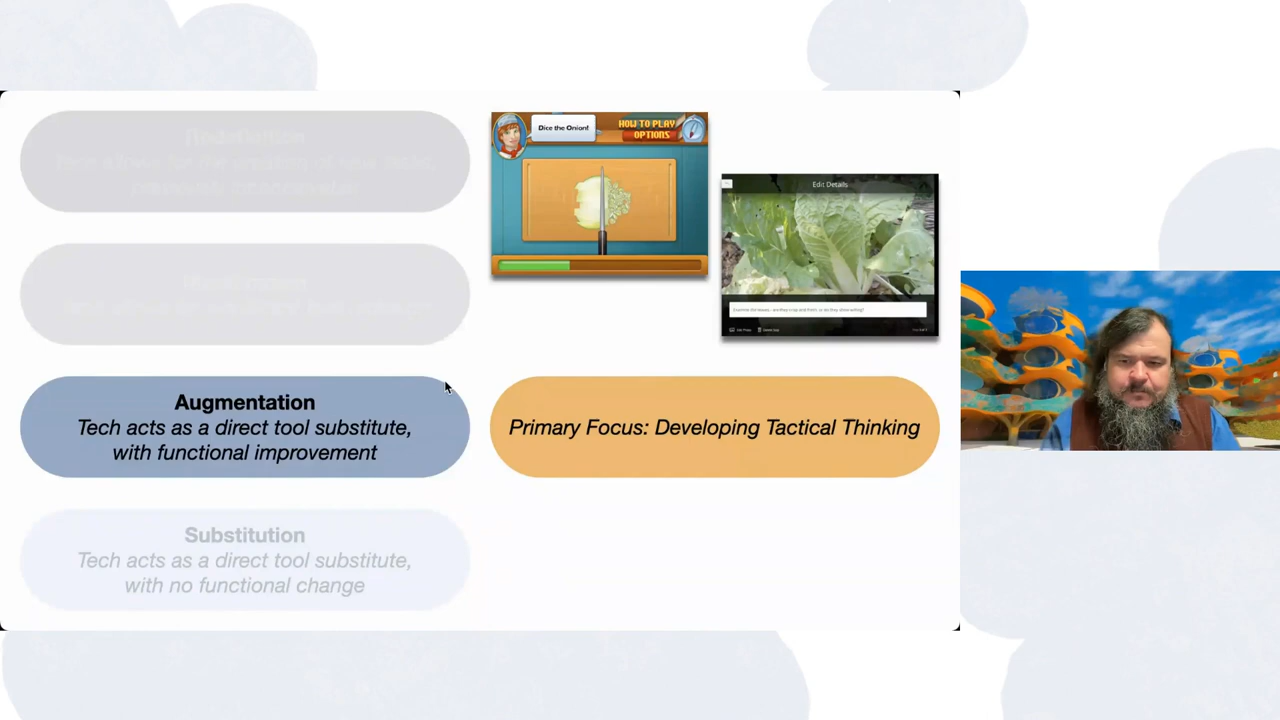 Redefinition
Dice the Onion!
HOW TO PLAY
OPTIONS
Edit Details
Augmentation
Tech acts as a direct tool substitute,
with functional improvement
Primary Focus: Developing Tactical Thinking
Substitution
Tech acts as a direct tool substitute,
with no functional change